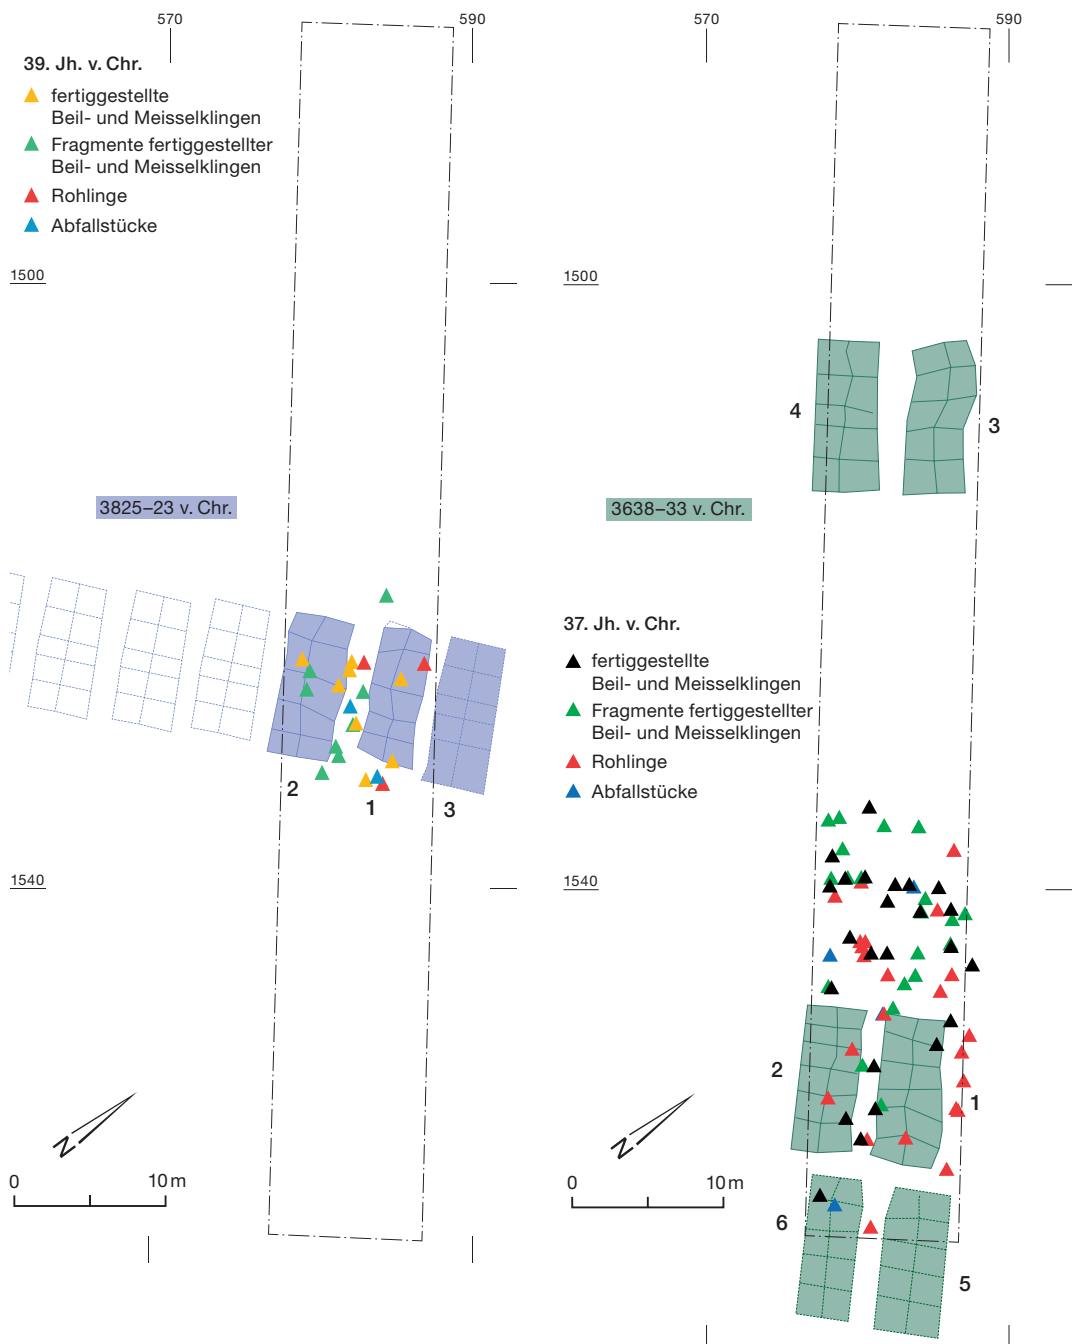 570
590
39. Jh. v. Chr.
fertiggestellte
Beil- und Meisselklingen
Fragmente fertiggestellter
Beil- und Meisselklingen
Rohlinge
Abfallstücke
1500
3825–23 v. Chr.
2
1
3
1540
N
0
10 m
570
590
1500
4
3
3638–33 v. Chr.
37. Jh. v. Chr.
fertiggestellte
Beil- und Meisselklingen
Fragmente fertiggestellter
Beil- und Meisselklingen
Rohlinge
Abfallstücke
1540
2
1
N
0
10 m
6
5